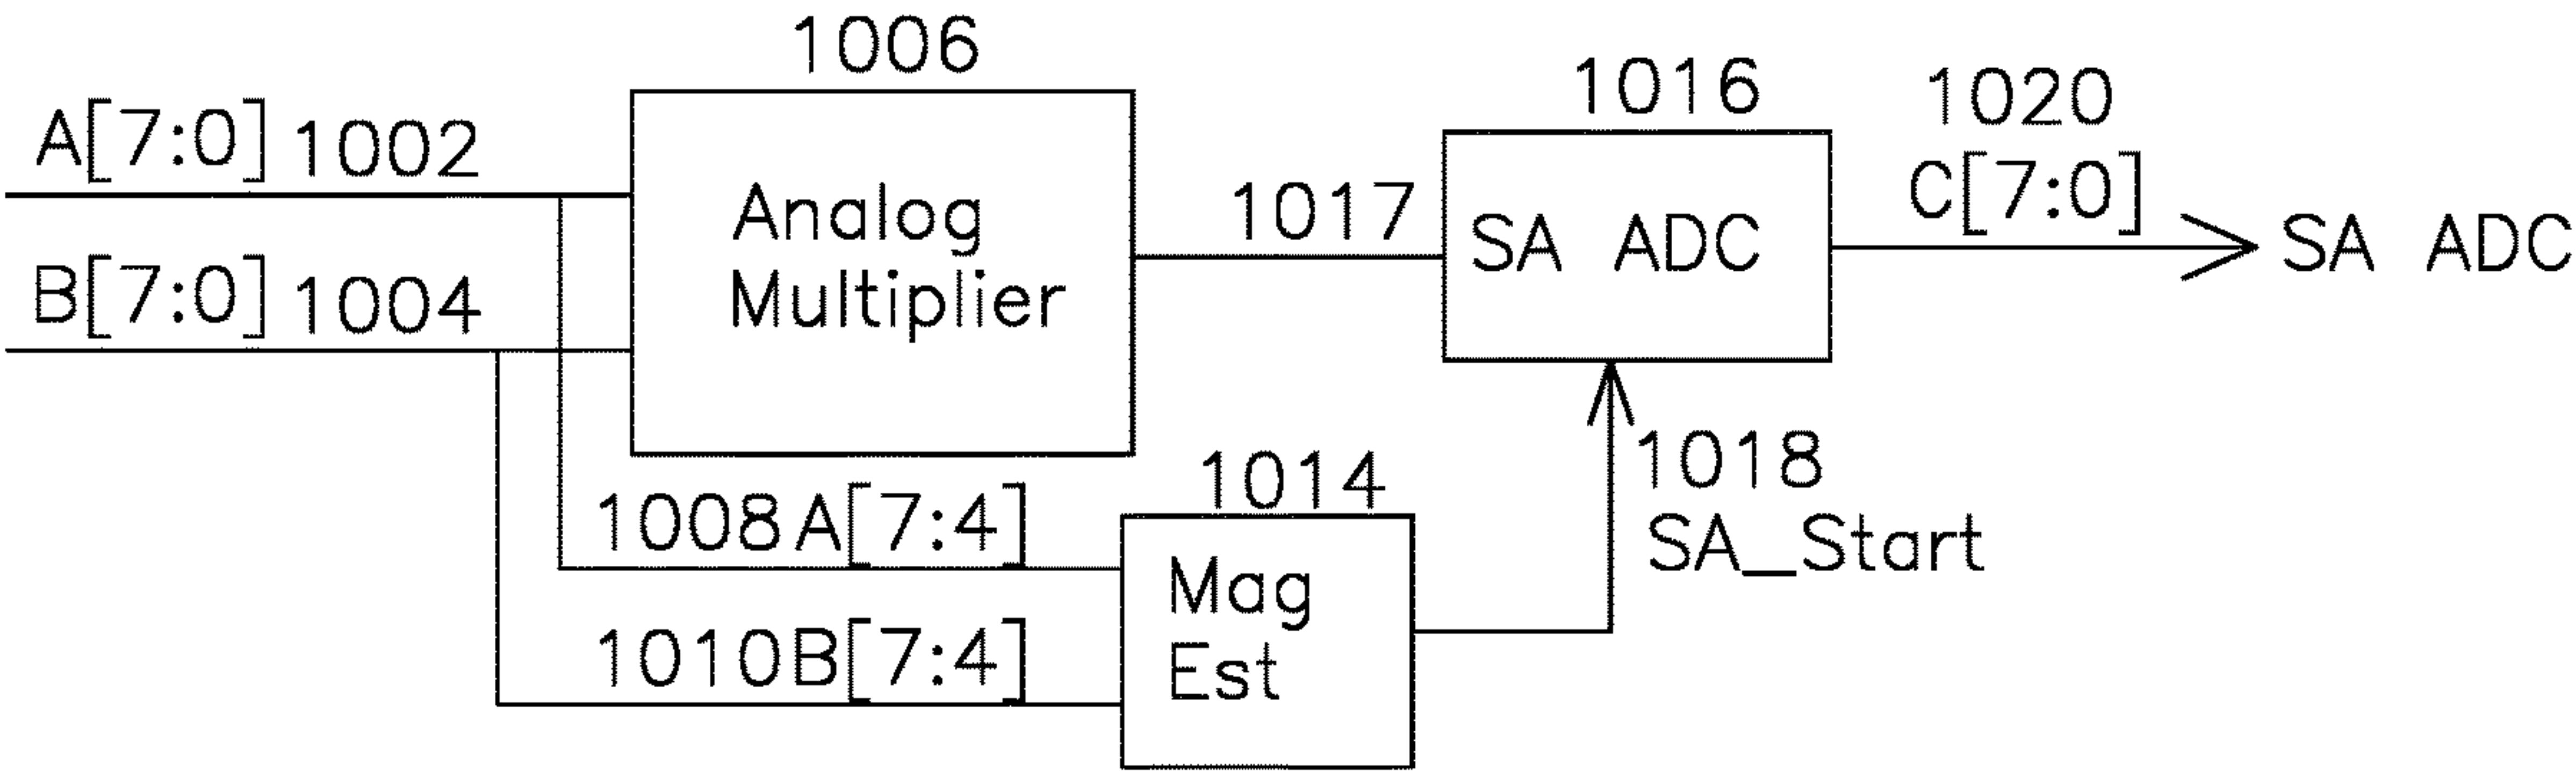 1006
A[7:0] 1002
B[7:0] 1004
Analog
Multiplier
1017
1016
SA ADC
1020
C[7:0]
SA ADC
1008 A[7:4]
1010 B[7:4]
1014
Mag
Est
1018
SA_Start